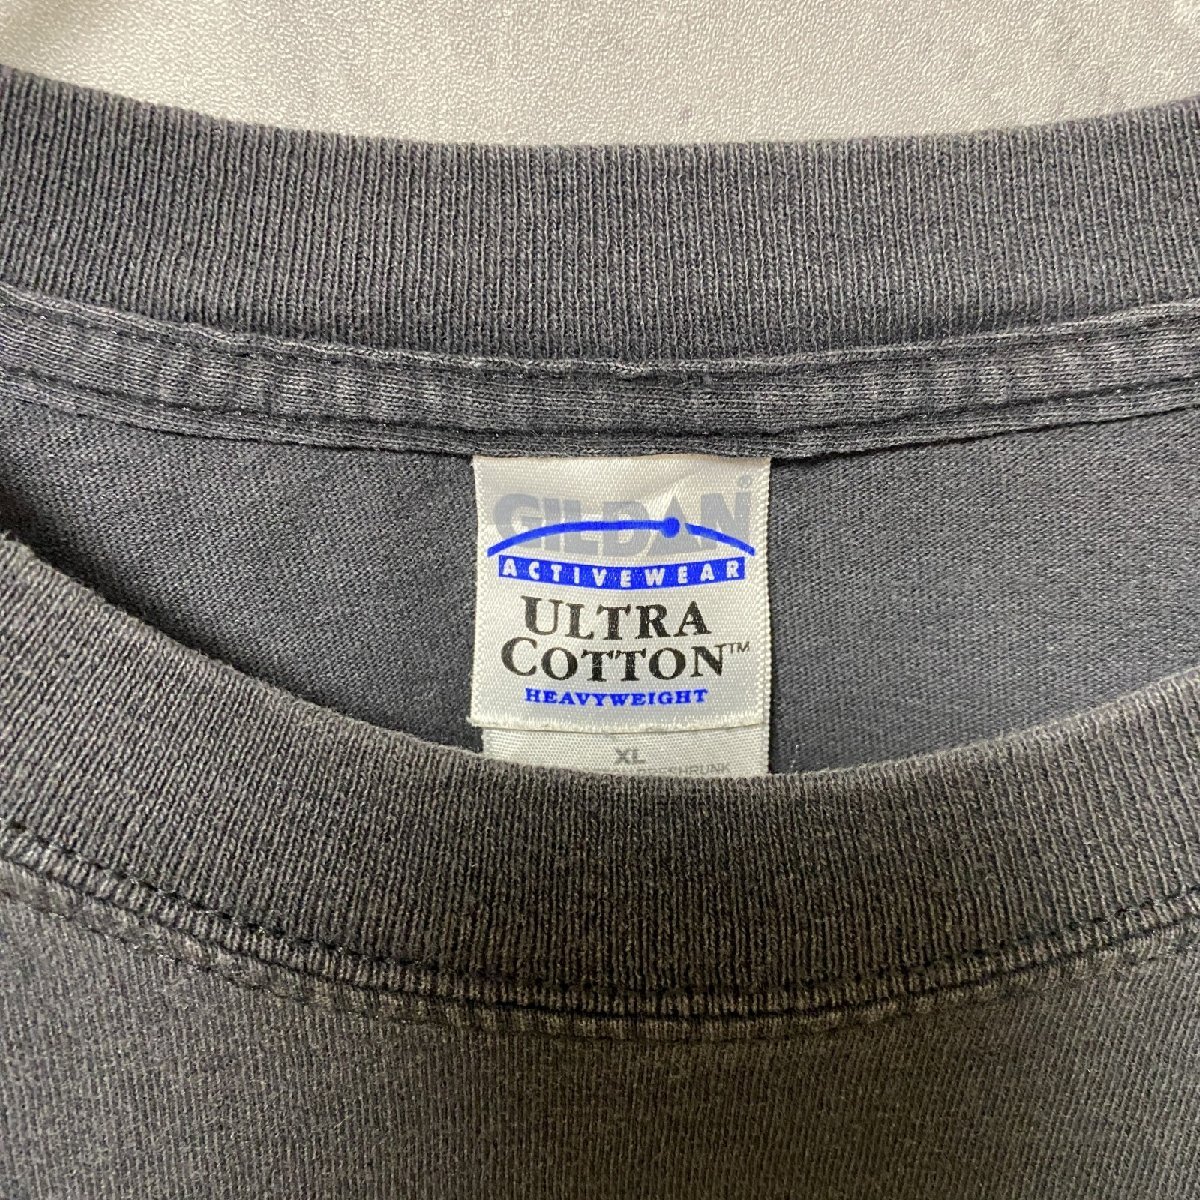 GILDAN®
ACTIVEWEAR
ULTRA
COTTON™
HEAVYWEIGHT
XL